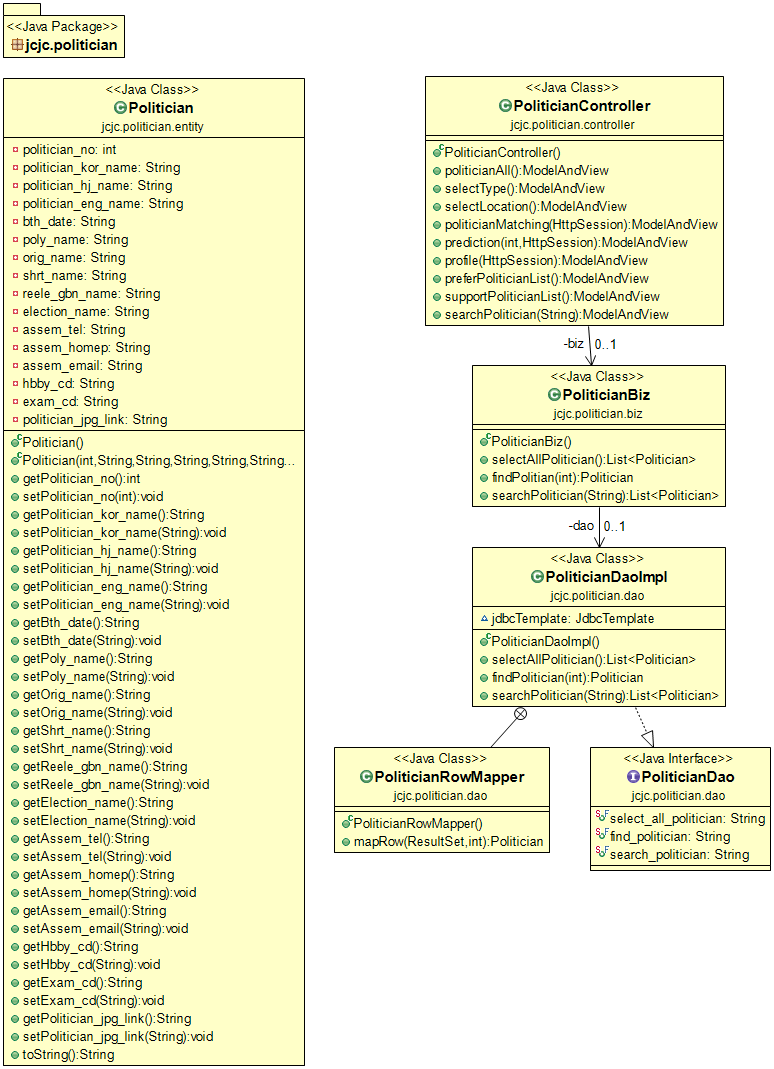 <<Java Package>>
jcjc.politician
<<Java Class>>
Politician
jcjc.politician.entity
politician_no: int
politician_kor_name: String
politician_hj_name: String
politician_eng_name: String
bth_date: String
poly_name: String
orig_name: String
shrt_name: String
reele_gbn_name: String
election_name: String
assem_tel: String
assem_homep: String
assem_email: String
hbby_cd: String
exam_cd: String
politician_jpg_link: String
Politician()
Politician(int,String,String,String,String,String...
getPolitician_no():int
setPolitician_no(int):void
getPolitician_kor_name():String
setPolitician_kor_name(String):void
getPolitician_hj_name():String
setPolitician_hj_name(String):void
getPolitician_eng_name():String
setPolitician_eng_name(String):void
getBth_date():String
setBth_date(String):void
getPoly_name():String
setPoly_name(String):void
getOrig_name():String
setOrig_name(String):void
getShrt_name():String
setShrt_name(String):void
getReele_gbn_name():String
setReele_gbn_name(String):void
getElection_name():String
setElection_name(String):void
getAssem_tel():String
setAssem_tel(String):void
getAssem_homep():String
setAssem_homep(String):void
getAssem_email():String
setAssem_email(String):void
getHbby_cd():String
setHbby_cd(String):void
getExam_cd():String
setExam_cd(String):void
getPolitician_jpg_link():String
setPolitician_jpg_link(String):void
toString():String
<<Java Class>>
PoliticianController
jcjc.politician.controller
PoliticianController()
politicianAll():ModelAndView
selectType():ModelAndView
selectLocation():ModelAndView
politicianMatching(HttpSession):ModelAndView
prediction(int,HttpSession):ModelAndView
profile(HttpSession):ModelAndView
preferPoliticianList():ModelAndView
supportPoliticianList():ModelAndView
searchPolitician(String):ModelAndView
-biz 0..1
<<Java Class>>
PoliticianBiz
jcjc.politician.biz
PoliticianBiz()
selectAllPolitician():List<Politician>
findPolitian(int):Politician
searchPolitician(String):List<Politician>
-dao 0..1
<<Java Class>>
PoliticianDaoImpl
jcjc.politician.dao
jdbcTemplate: JdbcTemplate
PoliticianDaoImpl()
selectAllPolitician():List<Politician>
findPolitian(int):Politician
searchPolitician(String):List<Politician>
<<Java Class>>
PoliticianRowMapper
jcjc.politician.dao
PoliticianRowMapper()
mapRow(ResultSet,int):Politician
<<Java Interface>>
PoliticianDao
jcjc.politician.dao
select_all_politician: String
find_politician: String
search_politician: String